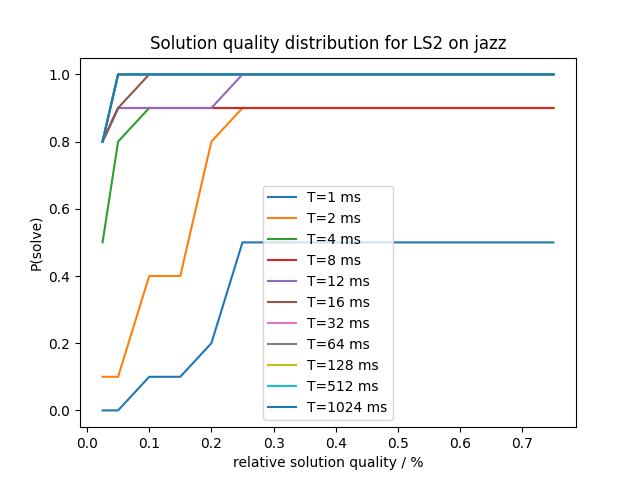 Solution quality distribution for LS2 on jazz
1.0
0.8
0.6
0.4
0.2
0.0
P(solve)
T=1 ms
T=2 ms
T=4 ms
T=8 ms
T=12 ms
T=16 ms
T=32 ms
T=64 ms
T=128 ms
T=512 ms
T=1024 ms
0.0 0.1 0.2 0.3 0.4 0.5 0.6 0.7
relative solution quality / %